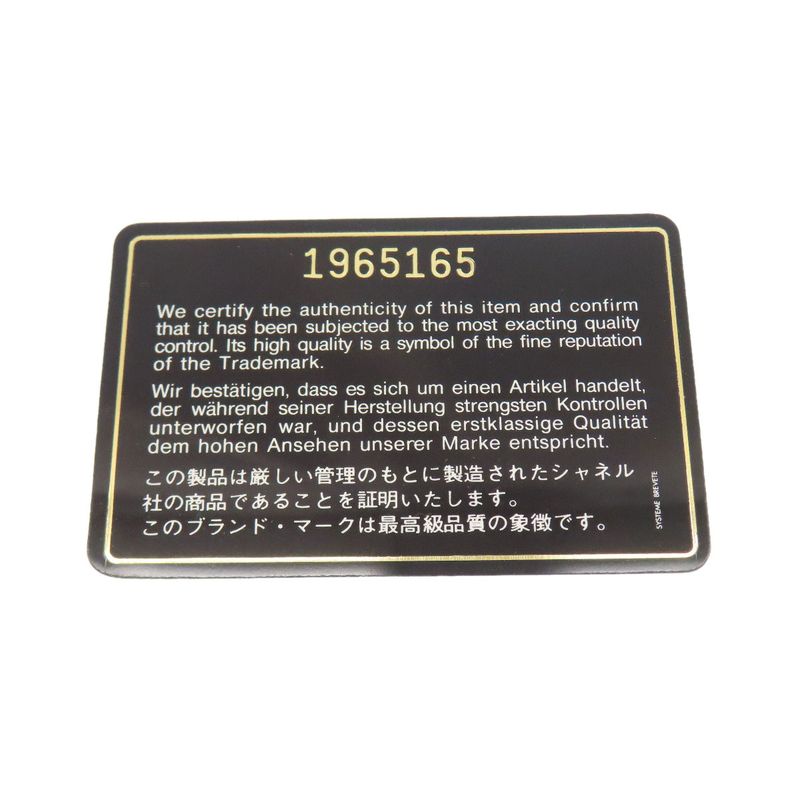 1965165
We certify the authenticity of this item and confirm
that it has been subjected to the most exacting quality
control. Its high quality is a symbol of the fine reputation
of the Trademark.
Wir bestätigen, dass es sich um einen Artikel handelt,
der während seiner Herstellung strengsten Kontrollen
unterworfen war, und dessen erstklassige Qualität
dem hohen Ansehen unserer Marke entspricht.
この製品は厳しい管理のもとに製造されたシャネル
社の商品であることを証明いたします。
このブランド・マークは最高級品質の象徴です。
SYSTEME BREVETE